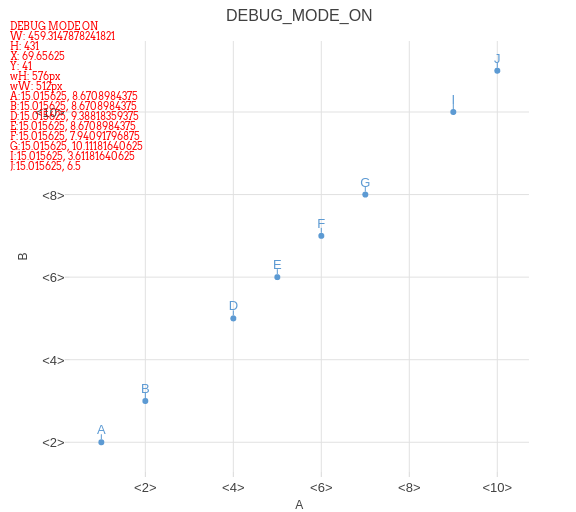 DEBUG_MODE_ON
DEBUG MODE ON
W: 459.3147878241821
H: 431
X: 69.65625
Y: 41
wH: 576px
wW: 512px
A:15.015625, 8.6708984375
B:15.015625, 8.6708984375
D:15.015625, 9.38818359375
E:15.015625, 8.6708984375
F:15.015625, 7.94091796875
G:15.015625, 10.11181640625
I:15.015625, 3.61181640625
J:15.015625, 6.5
J
I
<10>
G
<8>
F
B
E
<6>
D
<4>
B
A
<2>
<2> <4> <6> <8> <10>
A